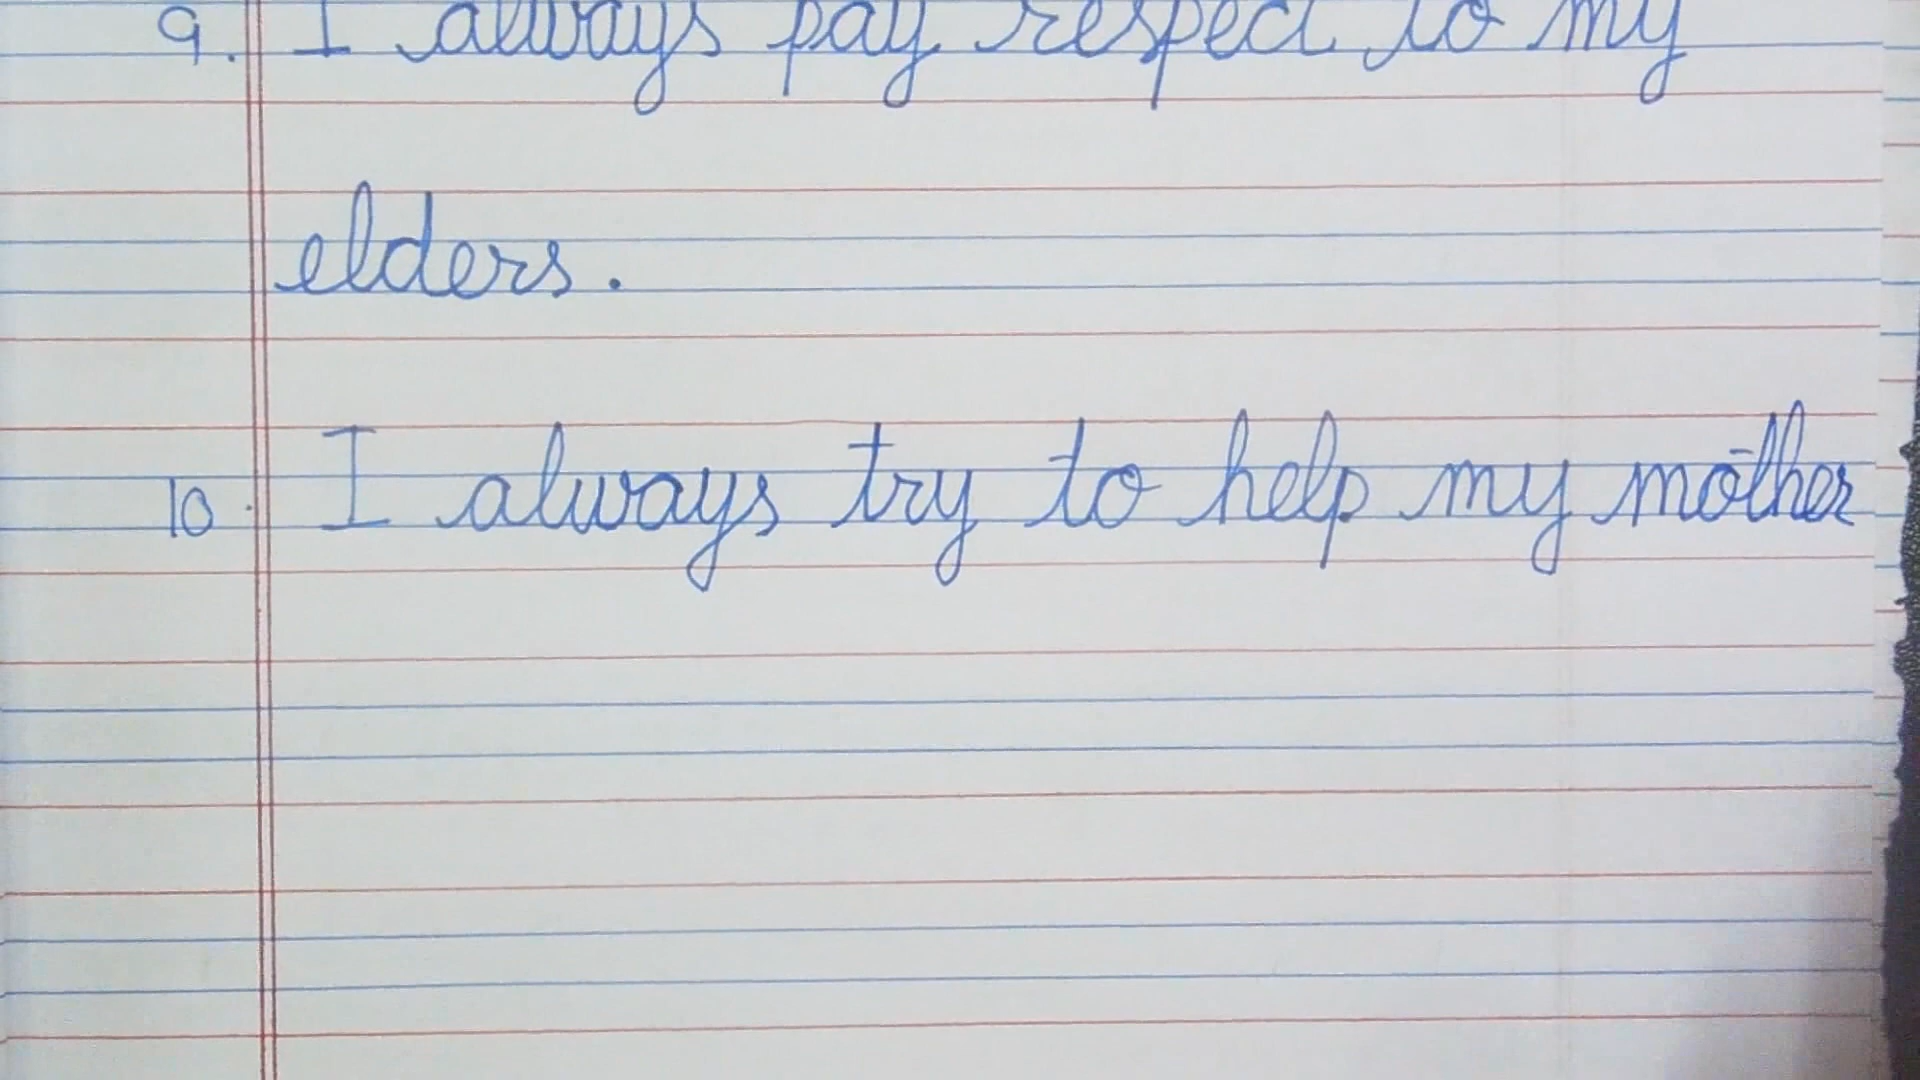 9. I always pay respect to my
elders.
10. I always try to help my mother